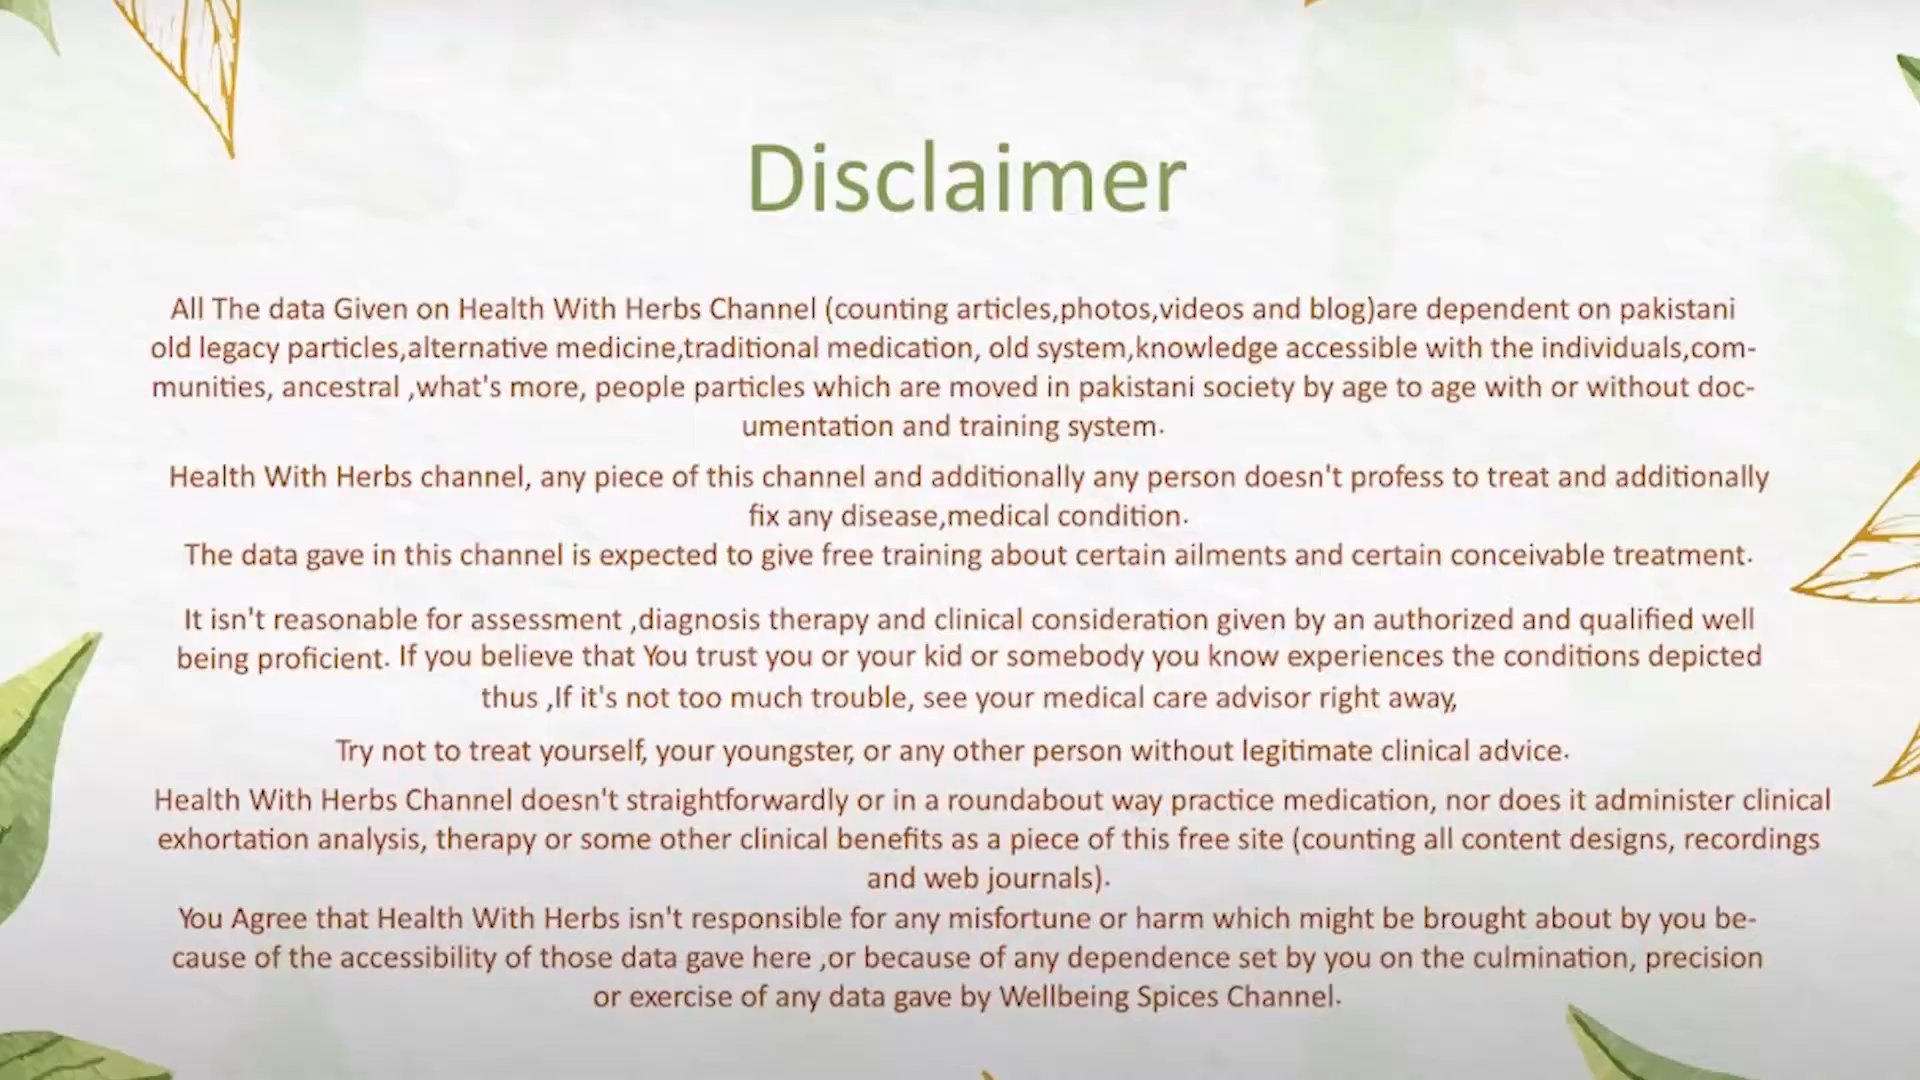 Disclaimer
All The data Given on Health With Herbs Channel (counting articles,photos,videos and blog)are dependent on pakistani
old legacy particles,alternative medicine,traditional medication, old system,knowledge accessible with the individuals,com-
munities, ancestral ,what's more, people particles which are moved in pakistani society by age to age with or without doc-
umentation and training system.
Health With Herbs channel, any piece of this channel and additionally any person doesn't profess to treat and additionally
fix any disease,medical condition.
The data gave in this channel is expected to give free training about certain ailments and certain conceivable treatment.
It isn't reasonable for assessment ,diagnosis therapy and clinical consideration given by an authorized and qualified well
being proficient. If you believe that You trust you or your kid or somebody you know experiences the conditions depicted
thus ,If it's not too much trouble, see your medical care advisor right away,
Try not to treat yourself, your youngster, or any other person without legitimate clinical advice.
Health With Herbs Channel doesn't straightforwardly or in a roundabout way practice medication, nor does it administer clinical
exhortation analysis, therapy or some other clinical benefits as a piece of this free site (counting all content designs, recordings
and web journals).
You Agree that Health With Herbs isn't responsible for any misfortune or harm which might be brought about by you be-
cause of the accessibility of those data gave here ,or because of any dependence set by you on the culmination, precision
or exercise of any data gave by Wellbeing Spices Channel.